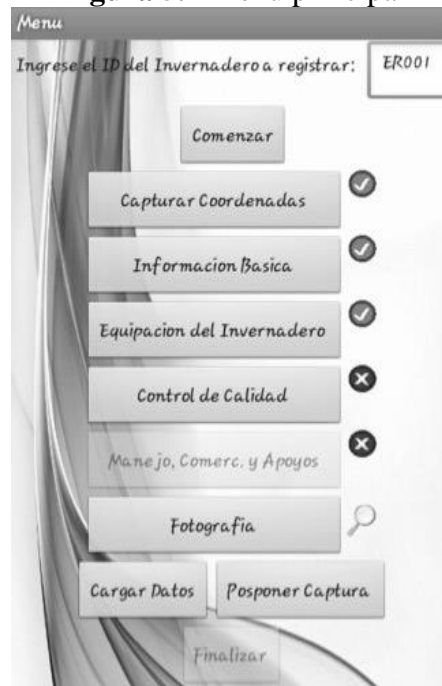 Menu
Ingrese el ID del Invernadero a registrar: ER001
Comenzar
Capturar Coordenadas
Informacion Basica
Equipacion del Invernadero
Control de Calidad
Manejo, Comerc. y Apoyos
Fotografia
Cargar Datos Posponer Captura
Finalizar